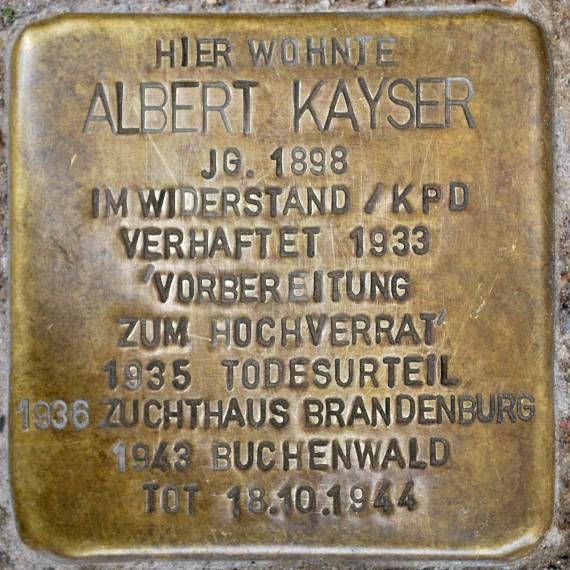 HIER WOHNTE
ALBERT KAYSER
JG. 1898
IM WIDERSTAND / KPD
VERHAFTET 1933
'VORBEREITUNG
ZUM HOCHVERRAT'
1935 TODESURTEIL
1936 ZUCHTHAUS BRANDENBURG
1943 BUCHENWALD
TOT 18.10.1944